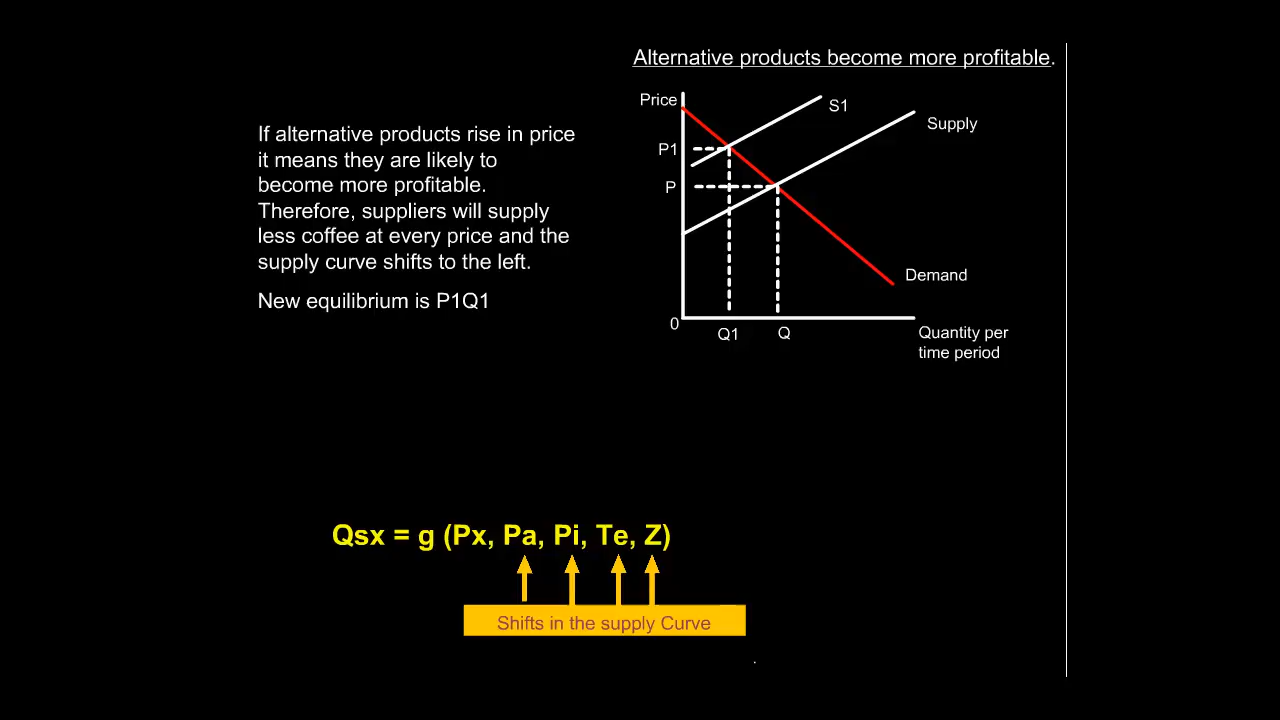 Alternative products become more profitable.
If alternative products rise in price
it means they are likely to
become more profitable.
Therefore, suppliers will supply
less coffee at every price and the
supply curve shifts to the left.
New equilibrium is P1Q1
Price
S1
Supply
P1
P
Demand
0
Q1
Q
Quantity per
time period
Qsx = g (Px, Pa, Pi, Te, Z)
Shifts in the supply Curve